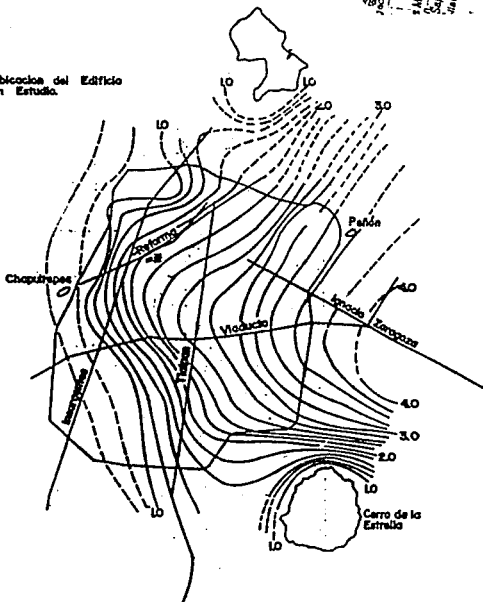 bicacion del Edificio
n Estudio.
1.0
1.0
2.0
3.0
1.0
Peñón
Reforma
Chapultepec
4.0
Ignacio Zaragoza
Viaducto
Tlalpan
Insurgentes
4.0
3.0
2.0
1.0
1.0
Cerro de la
Estrella
1.0